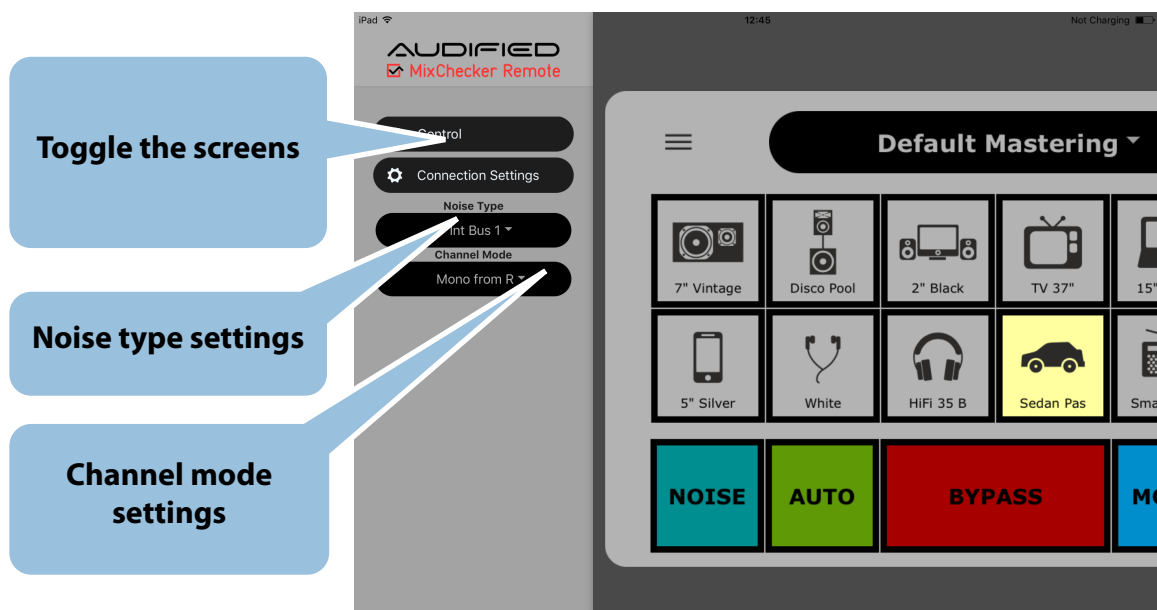 iPad
12:45
Not Charging
AUDIFIED
MixChecker Remote
Toggle the screens
Control
Connection Settings
Noise Type
Int Bus 1
Channel Mode
Mono from R
Noise type settings
Channel mode
settings
Default Mastering
7" Vintage
Disco Pool
2" Black
TV 37"
15"
5" Silver
White
HiFi 35 B
Sedan Pas
Sma
NOISE
AUTO
BYPASS